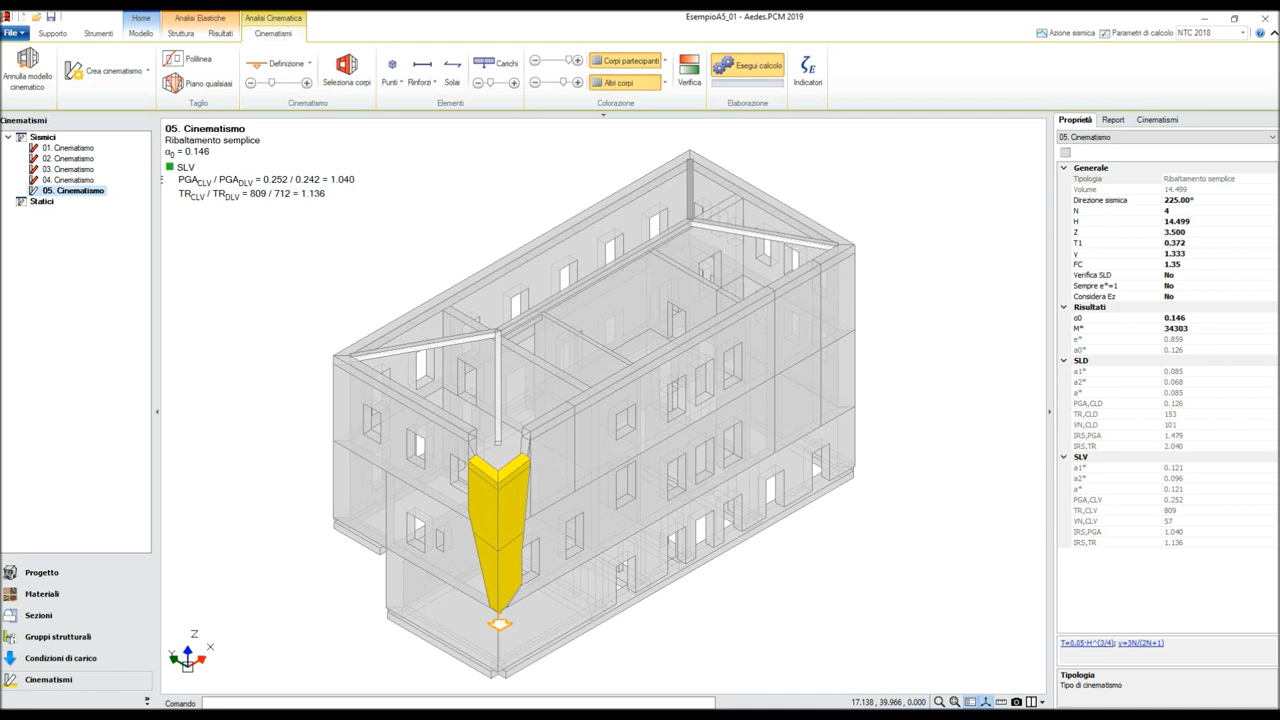 EsempioA5_01 - Aedes.PCM 2019
Home
Analisi Elastiche
Analisi Cinematica
File
Supporto
Strumenti
Modello
Struttura
Risultati
Cinematismi
Azione sismica
Parametri di calcolo
NTC 2018
Annulla modello
cinematico
Crea cinematismo
Polilinea
Piano qualsiasi
Taglio
Definizione
Seleziona corpi
Cinematismo
Punti
Rinforzi
Solai
Carichi
Elementi
Corpi partecipanti
Altri corpi
Colorazione
Verifica
Esegui calcolo
Elaborazione
Indicatori
Cinematismi
Sismici
01. Cinematismo
02. Cinematismo
03. Cinematismo
04. Cinematismo
05. Cinematismo
Statici
Progetto
Materiali
Sezioni
Gruppi strutturali
Condizioni di carico
Cinematismi
05. Cinematismo
Ribaltamento semplice
α0 = 0.146
SLV
PGACLV / PGADLV = 0.252 / 0.242 = 1.040
TRCLV / TRDLV = 809 / 712 = 1.136
Z
Y
X
Comando
17.138 , 39.966 , 0.000
Proprietà
Report
Cinematismi
05. Cinematismo
Generale
Tipologia Ribaltamento semplice
Volume 14.499
Direzione sismica 225.00°
N 4
H 14.499
Z 3.500
T1 0.372
γ 1.333
FC 1.35
Verifica SLD No
Sempre e*=1 No
Considera Ez No
Risultati
α0 0.146
M* 34303
e* 0.859
a0* 0.126
SLD
a1* 0.085
a2* 0.068
a* 0.085
PGA,CLD 0.126
TR,CLD 153
VN,CLD 101
IRS,PGA 1.479
IRS,TR 2.040
SLV
a1* 0.121
a2* 0.096
a* 0.121
PGA,CLV 0.252
TR,CLV 809
VN,CLV 57
IRS,PGA 1.040
IRS,TR 1.136
T=0.05·H^(3/4); γ=3N/(2N+1)
Tipologia
Tipo di cinematismo